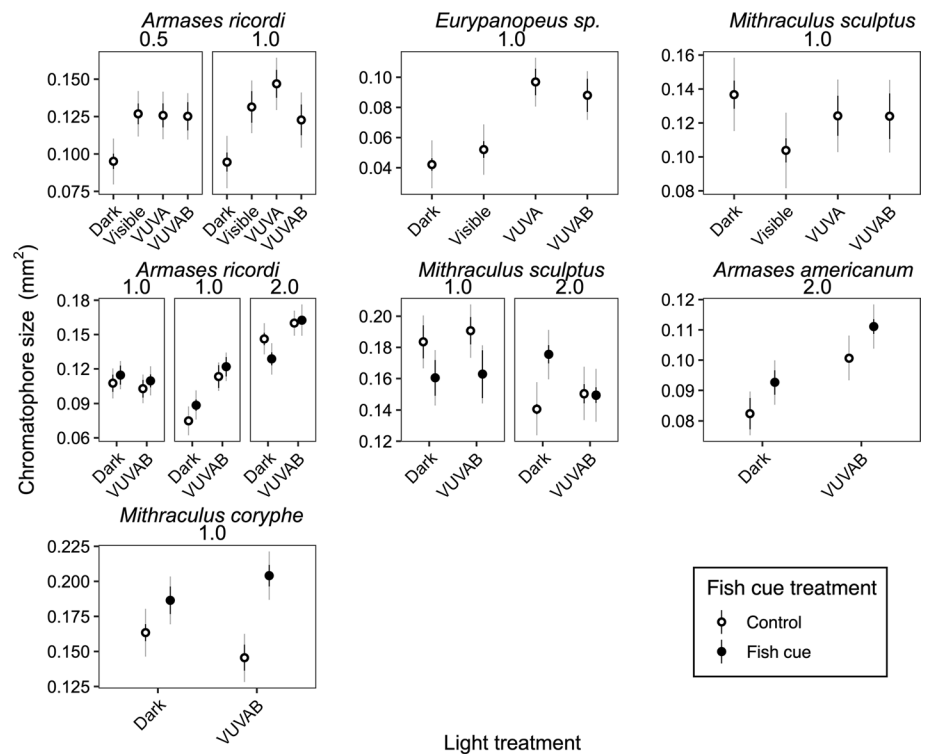 Armases ricordi
0.5 1.0
0.150
0.125
0.100
0.075
Dark Visible VUVA VUVAB Dark Visible VUVA VUVAB
Eurypanopeus sp.
1.0
0.10
0.08
0.06
0.04
Dark Visible VUVA VUVAB
Mithraculus sculptus
1.0
0.16
0.14
0.12
0.10
0.08
Dark Visible VUVA VUVAB
Chromatophore size (mm²)
Armases ricordi
1.0 1.0 2.0
0.18
0.15
0.12
0.09
0.06
Dark VUVAB Dark VUVAB Dark VUVAB
Mithraculus sculptus
1.0 2.0
0.20
0.18
0.16
0.14
0.12
Dark VUVAB Dark VUVAB
Armases americanum
2.0
0.12
0.11
0.10
0.09
0.08
Dark VUVAB
Mithraculus coryphe
1.0
0.225
0.200
0.175
0.150
0.125
Dark VUVAB
Fish cue treatment
Control
Fish cue
Light treatment